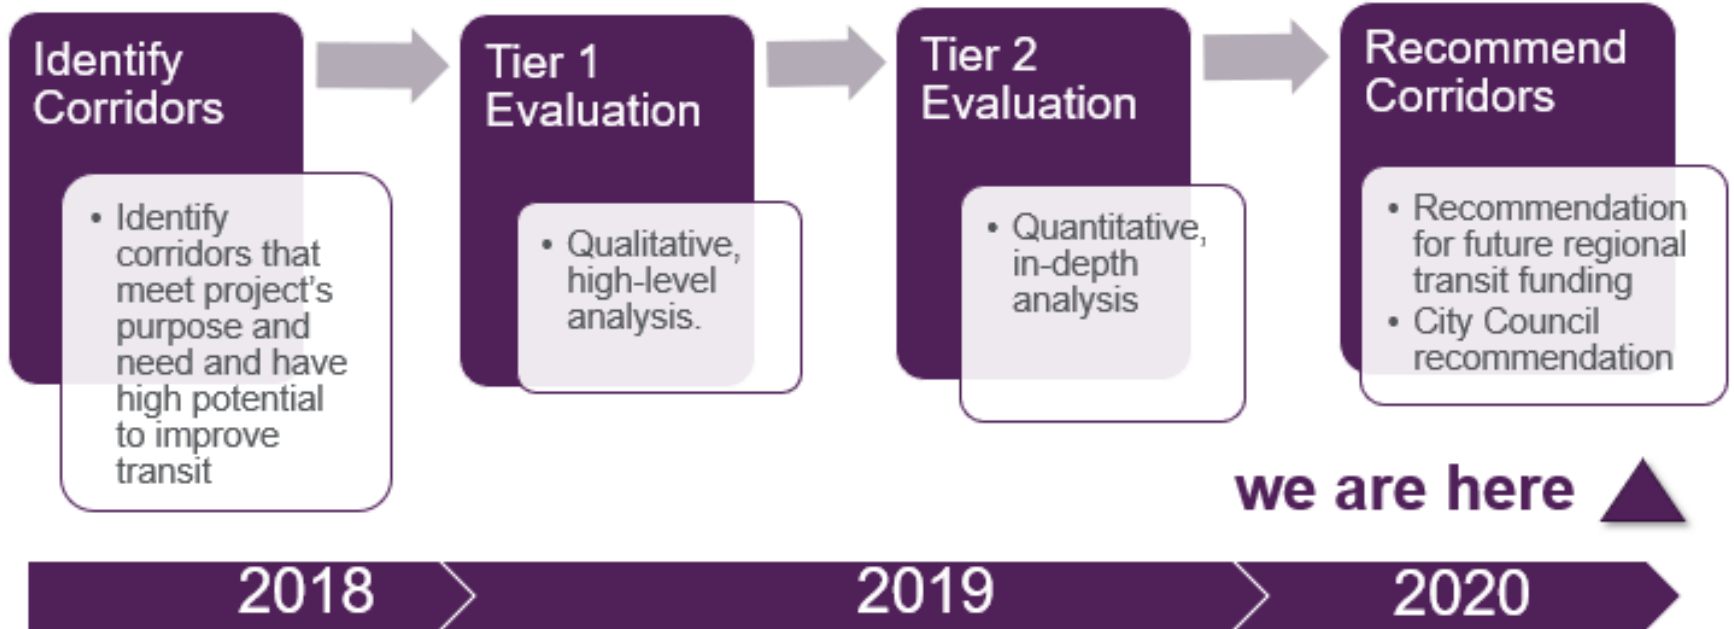 Identify
Corridors
• Identify
corridors that
meet project's
purpose and
need and have
high potential
to improve
transit
Tier 1
Evaluation
• Qualitative,
high-level
analysis.
Tier 2
Evaluation
• Quantitative,
in-depth
analysis
Recommend
Corridors
• Recommendation
for future regional
transit funding
• City Council
recommendation
we are here
2018
2019
2020